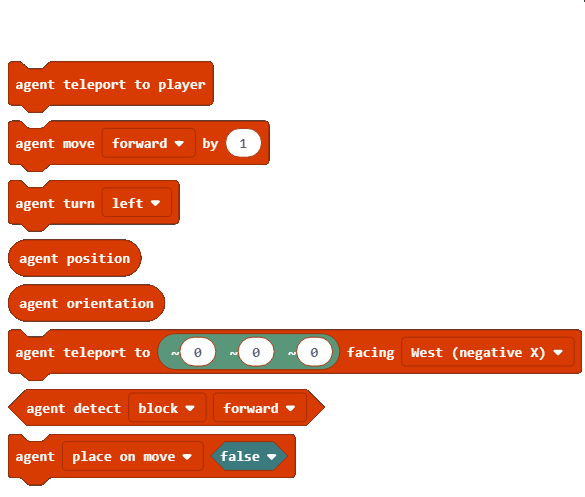 agent teleport to player
agent move forward by 1
agent turn left
agent position
agent orientation
agent teleport to ~0 ~0 ~0 facing West (negative X)
agent detect block forward
agent place on move false